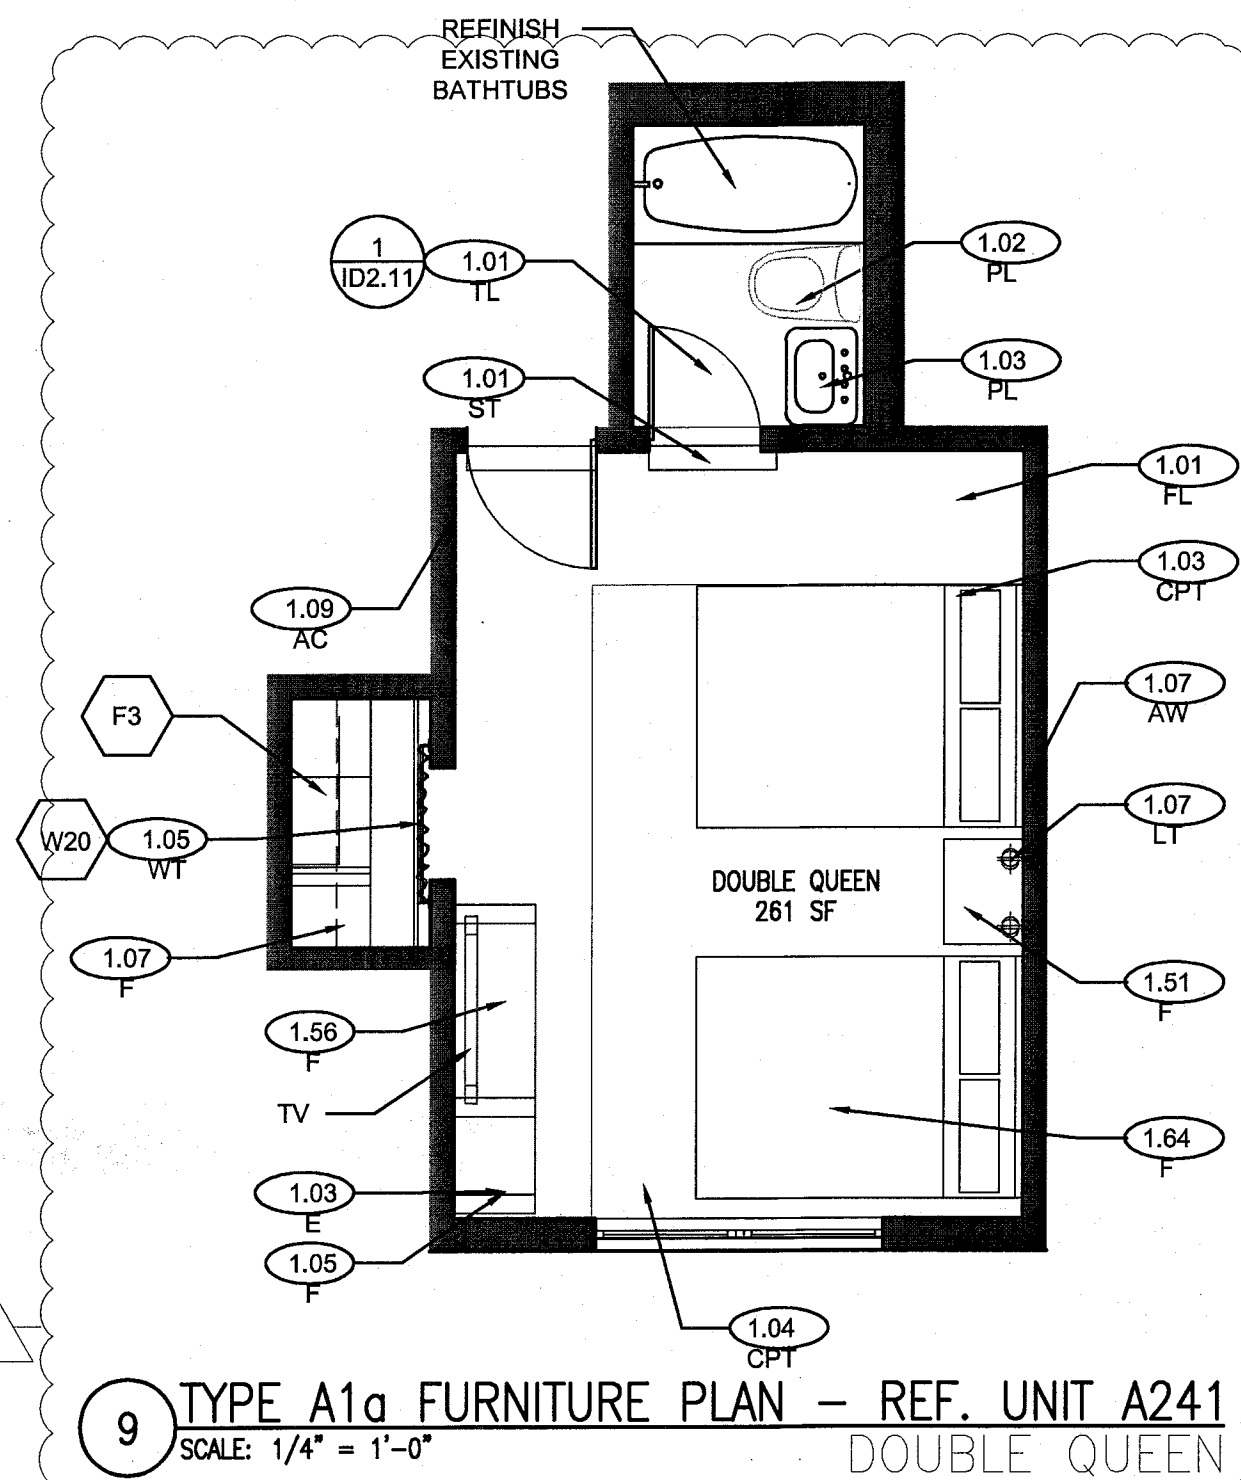 REFINISH
EXISTING
BATHTUBS
1
ID2.11
1.01
TL
1.02
PL
1.01
ST
1.03
PL
1.01
FL
1.03
CPT
1.09
AC
1.07
AW
F3
1.07
LT
W20
1.05
WT
DOUBLE QUEEN
261 SF
1.07
F
1.51
F
1.56
F
TV
1.64
F
1.03
E
1.05
F
1.04
CPT
9
TYPE A1a FURNITURE PLAN – REF. UNIT A241
SCALE: 1/4" = 1'-0"
DOUBLE QUEEN